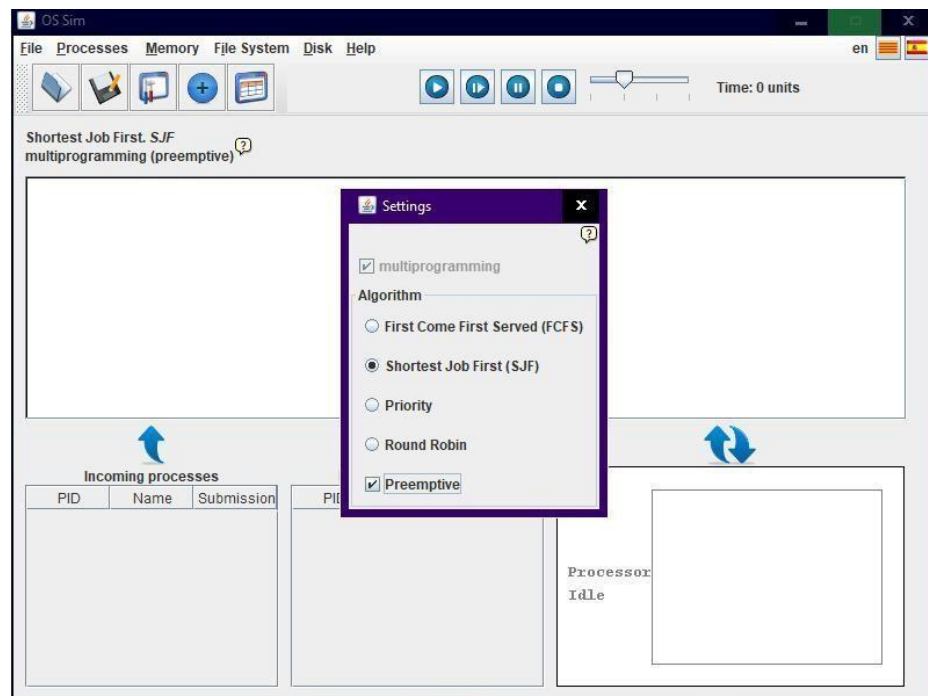 OS Sim
File Processes Memory File System Disk Help en
Time: 0 units
Shortest Job First. SJF
multiprogramming (preemptive)
Settings
multiprogramming
Algorithm
First Come First Served (FCFS)
Shortest Job First (SJF)
Priority
Round Robin
Preemptive
Incoming processes
PID Name Submission
Processor
Idle